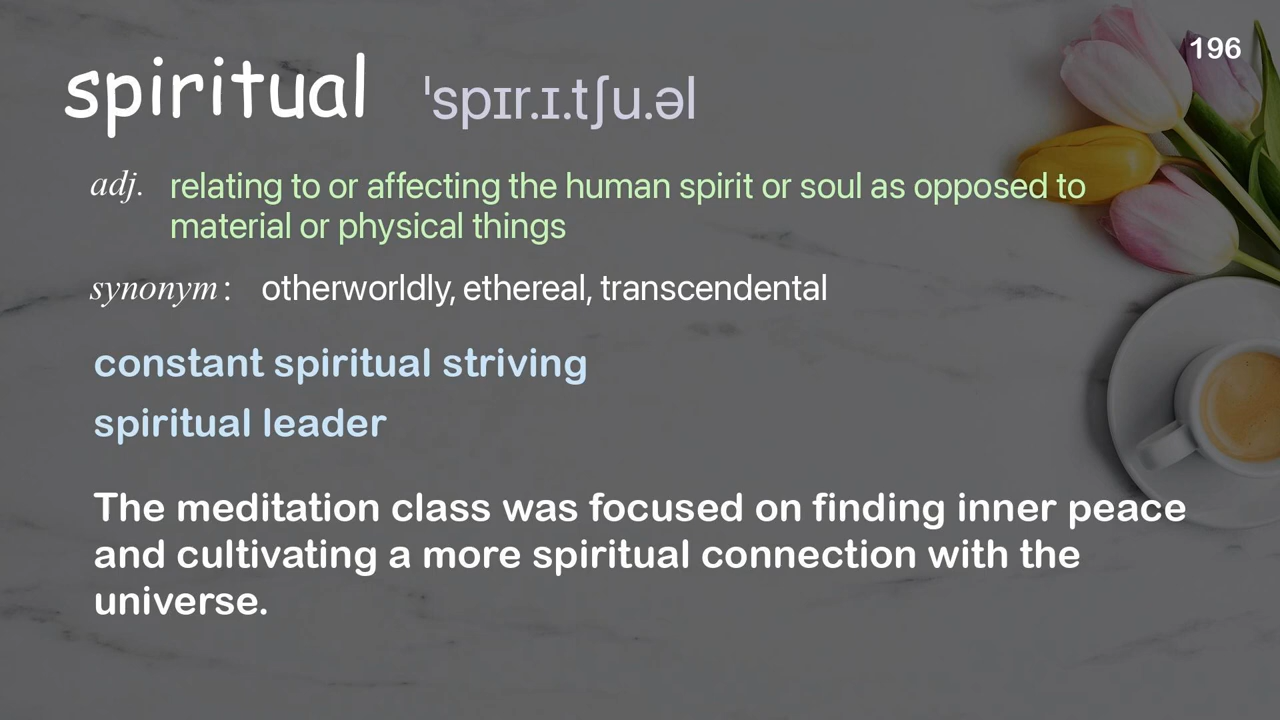 196
spiritual ˈspɪr.ɪ.tʃu.əl
adj. relating to or affecting the human spirit or soul as opposed to
material or physical things
synonym: otherworldly, ethereal, transcendental
constant spiritual striving
spiritual leader
The meditation class was focused on finding inner peace
and cultivating a more spiritual connection with the
universe.